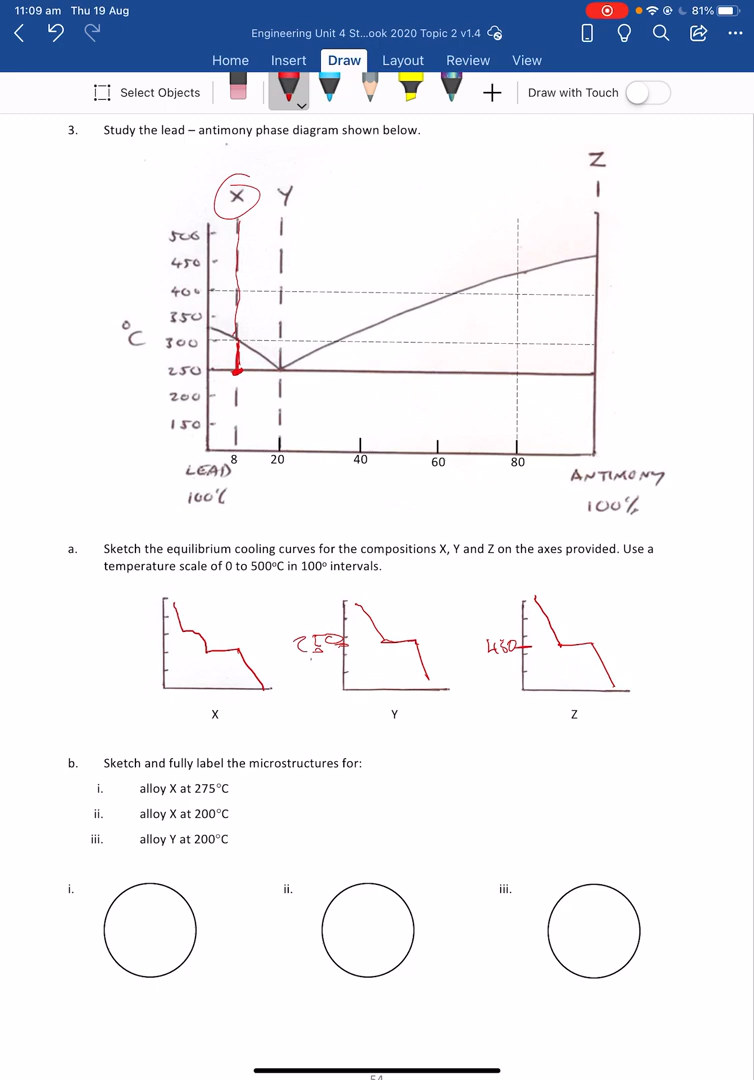 11:09 am Thu 19 Aug
81%
Engineering Unit 4 St...ook 2020 Topic 2 v1.4
Home Insert Draw Layout Review View
Select Objects
Draw with Touch
3. Study the lead – antimony phase diagram shown below.
Z
X Y
500
450
400
350
°C
300
250
200
150
8 20 40 60 80
LEAD
100%
ANTIMONY
100%
a. Sketch the equilibrium cooling curves for the compositions X, Y and Z on the axes provided. Use a
temperature scale of 0 to 500°C in 100° intervals.
250
450
X Y Z
b. Sketch and fully label the microstructures for:
i. alloy X at 275°C
ii. alloy X at 200°C
iii. alloy Y at 200°C
i. ii. iii.
54